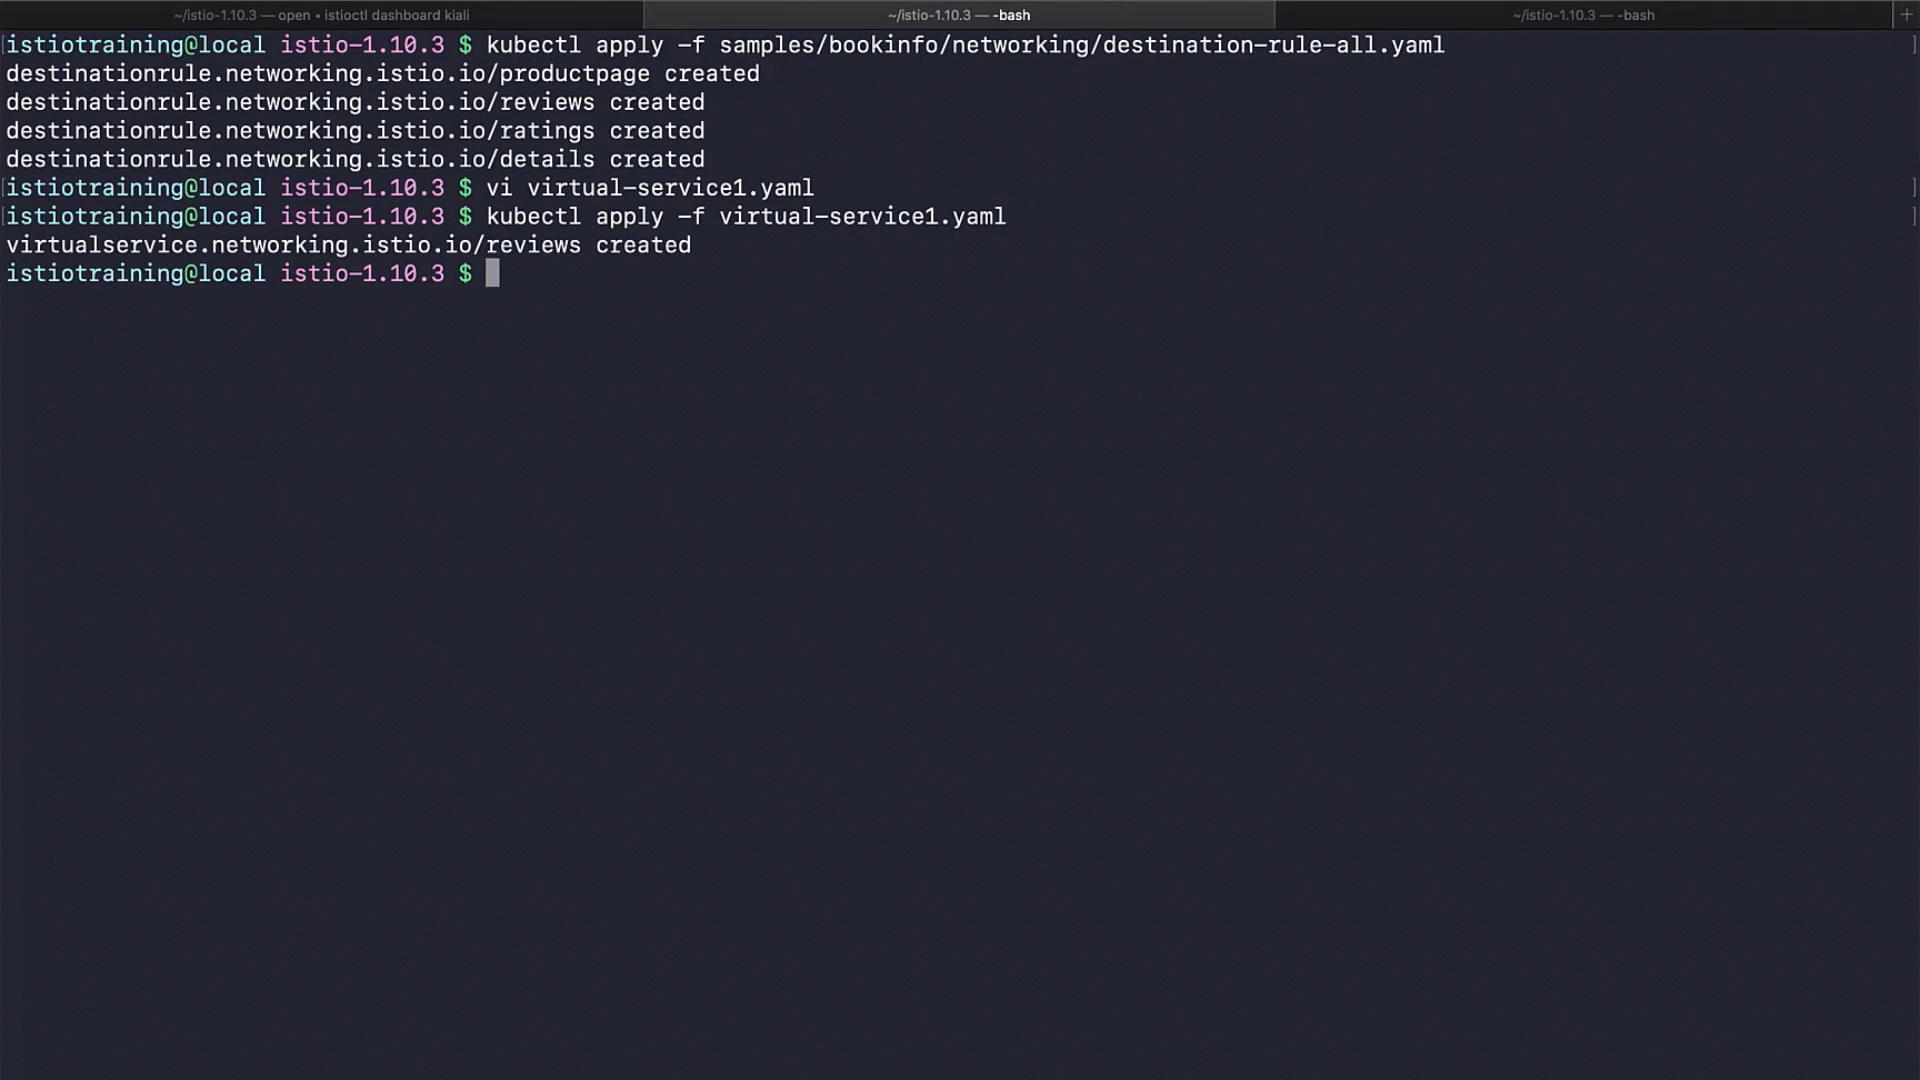 ~/istio-1.10.3 — open • istioctl dashboard kiali
~/istio-1.10.3 — -bash
~/istio-1.10.3 — -bash
+
[istiotraining@local istio-1.10.3 $ kubectl apply -f samples/bookinfo/networking/destination-rule-all.yaml ]
destinationrule.networking.istio.io/productpage created
destinationrule.networking.istio.io/reviews created
destinationrule.networking.istio.io/ratings created
destinationrule.networking.istio.io/details created
[istiotraining@local istio-1.10.3 $ vi virtual-service1.yaml ]
[istiotraining@local istio-1.10.3 $ kubectl apply -f virtual-service1.yaml ]
virtualservice.networking.istio.io/reviews created
istiotraining@local istio-1.10.3 $